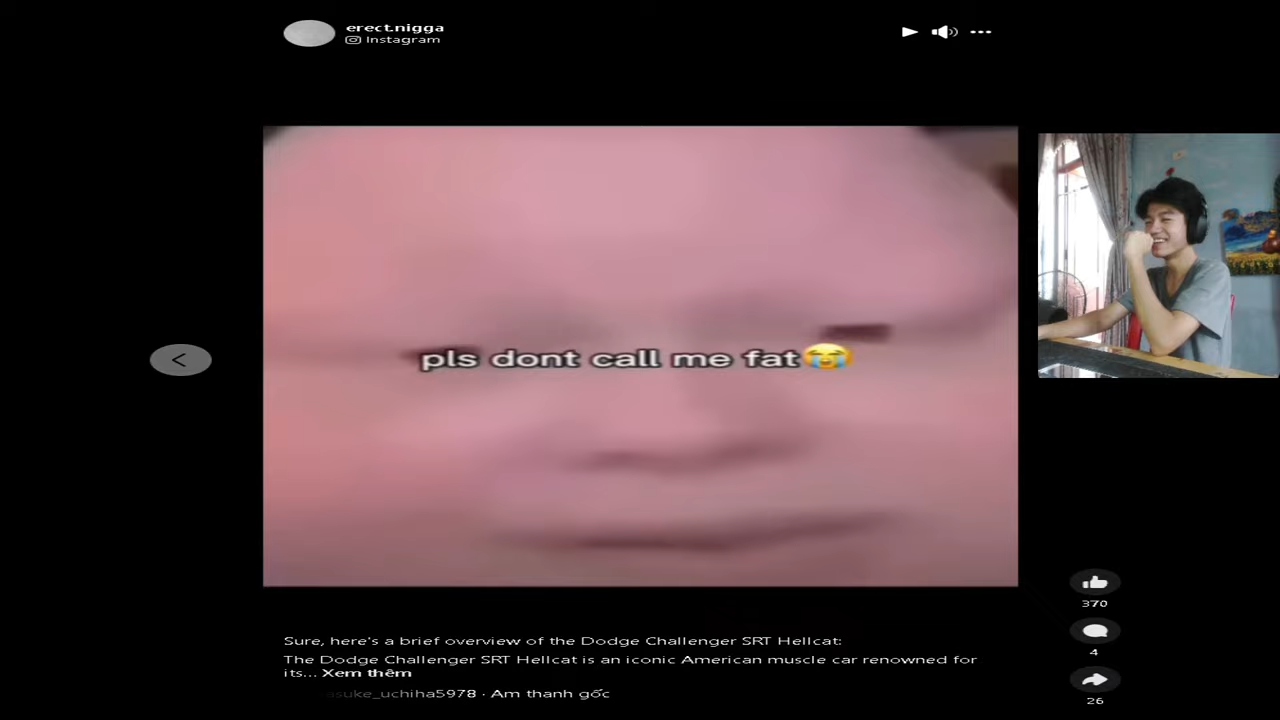 erect.nigga
Instagram
pls dont call me fat😭
370
4
Sure, here's a brief overview of the Dodge Challenger SRT Hellcat:
The Dodge Challenger SRT Hellcat is an iconic American muscle car renowned for
its... Xem thêm
asuke_uchiha5978 · Âm thanh gốc
26